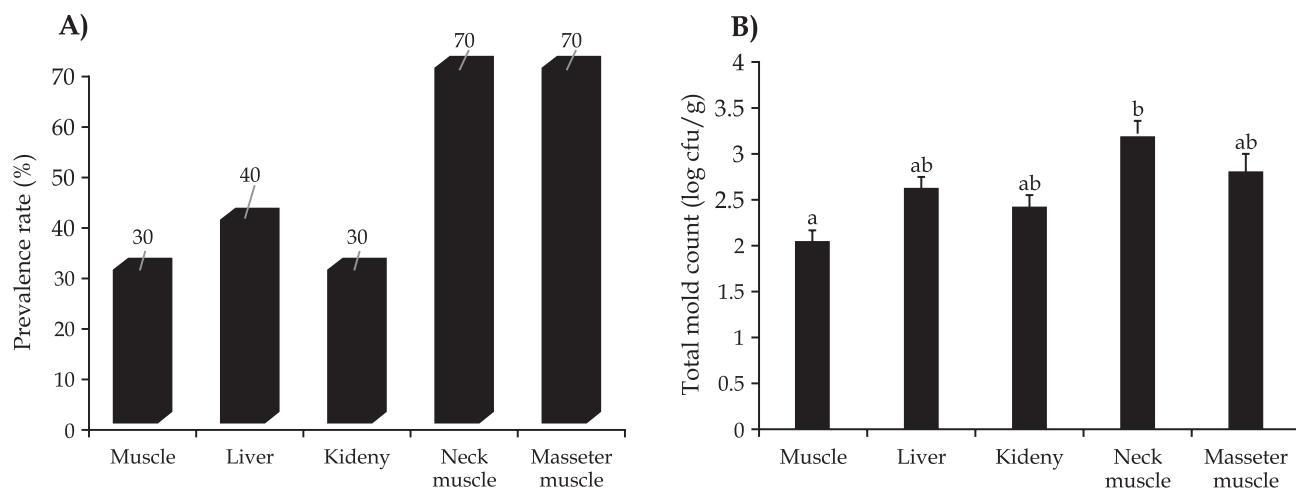 A)
Prevalence rate (%)
70
60
50
40
30
20
10
0
30
40
30
70
70
Muscle
Liver
Kideny
Neck
muscle
Masseter
muscle
B)
Total mold count (log cfu/g)
4
3.5
3
2.5
2
1.5
1
0.5
0
a
ab
ab
b
ab
Muscle
Liver
Kideny
Neck
muscle
Masseter
muscle